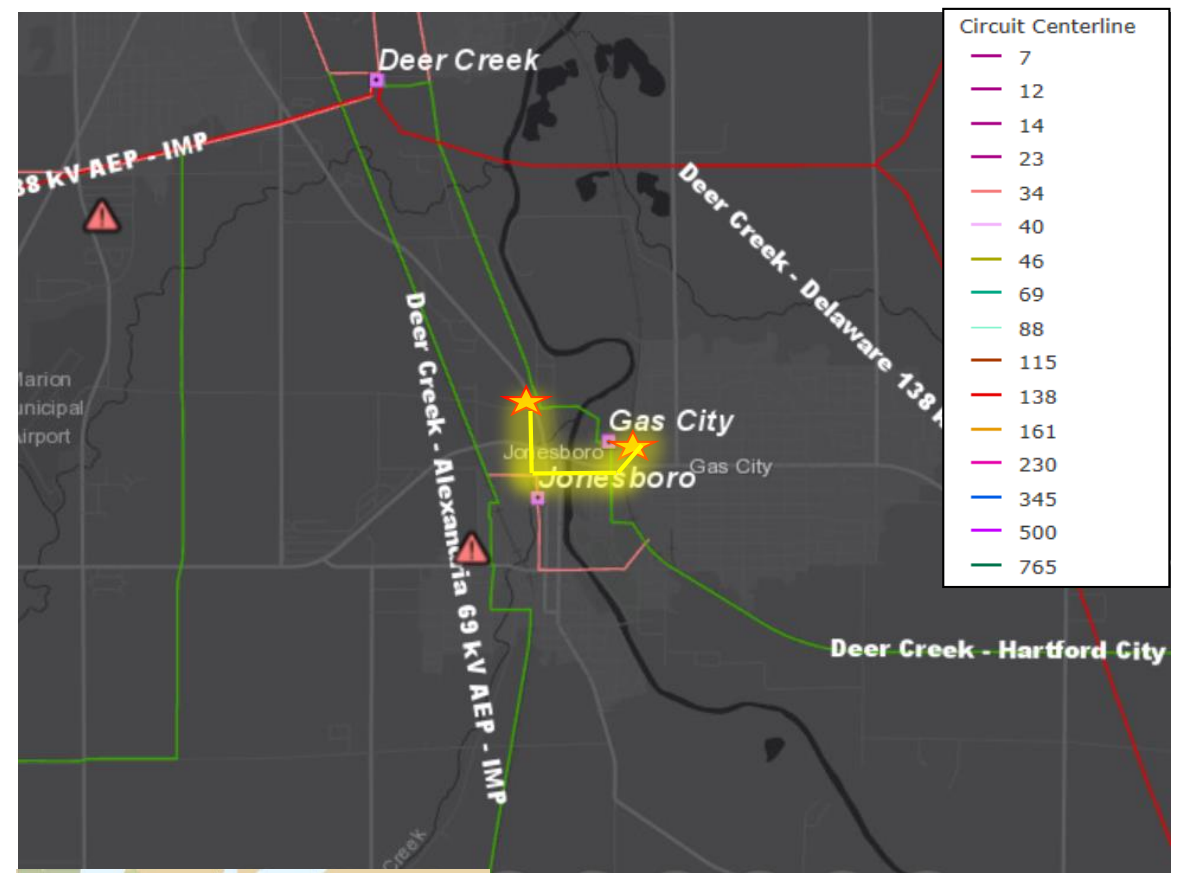 Circuit Centerline
7
12
14
23
34
40
46
69
88
115
138
161
230
345
500
765
Deer Creek
38 kV AEP - IMP
Deer Creek - Delaware 138 k
Deer Creek - Alexandria 69 kV AEP - IMP
Marion
unicipal
irport
Gas City
Jonesboro
Gas City
Jonesboro
Deer Creek - Hartford City
Creek